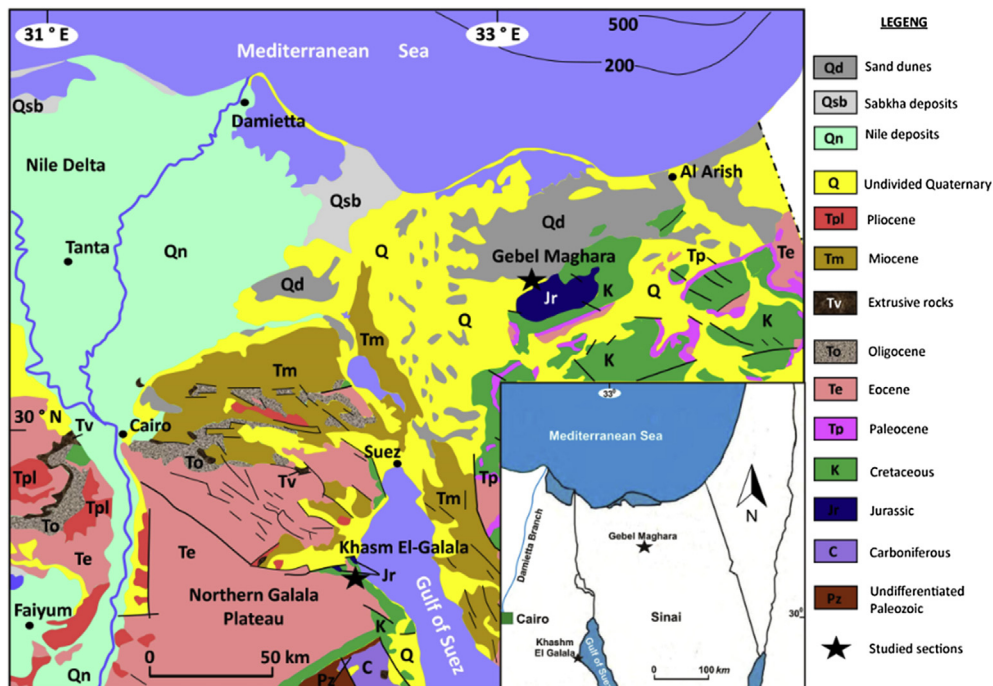 31 ° E
33 ° E
500
200
Mediterranean Sea
Qsb
Damietta
Nile Delta
Al Arish
Qsb
Qd
Tanta
Qn
Q
Gebel Maghara
Tp
Te
Qd
Jr
K
Q
Q
K
Tm
Tm
K
30 ° N
Tv
Cairo
Suez
To
Tv
Tp
Tpl
Tpl
Tm
To
Te
Te
Khasm El-Galala
Jr
Northern Galala
Plateau
Gulf of Suez
Faiyum
K
Q
0 50 km
C
Qn
Pz
33°
Mediterranean Sea
N
Damietta Branch
Gebel Maghara
Cairo
Sinai
30°
Khashm
El Galala
Gulf of Suez
0 100 km
LEGENG
Qd Sand dunes
Qsb Sabkha deposits
Qn Nile deposits
Q Undivided Quaternary
Tpl Pliocene
Tm Miocene
Tv Extrusive rocks
To Oligocene
Te Eocene
Tp Paleocene
K Cretaceous
Jr Jurassic
C Carboniferous
Pz Undifferentiated
Paleozoic
Studied sections